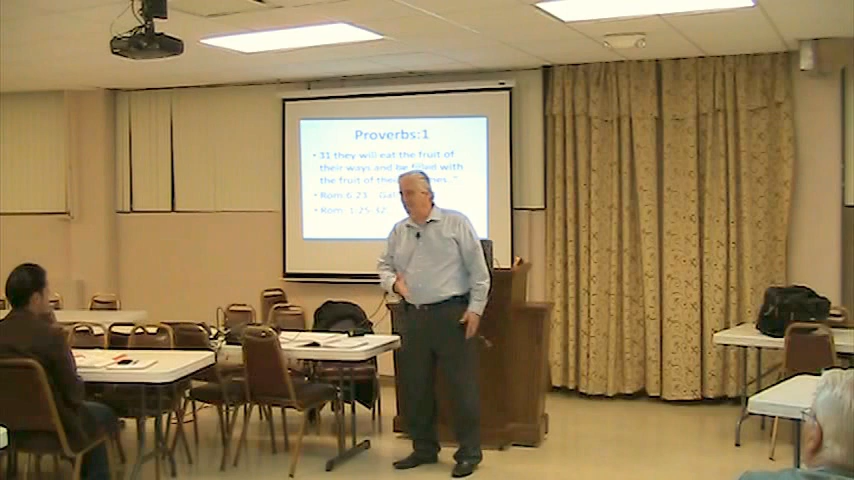 Proverbs:1
• 31 they will eat the fruit of
their ways and be filled with
the fruit of
• Rom:6:23
• Rom: 1:25-32